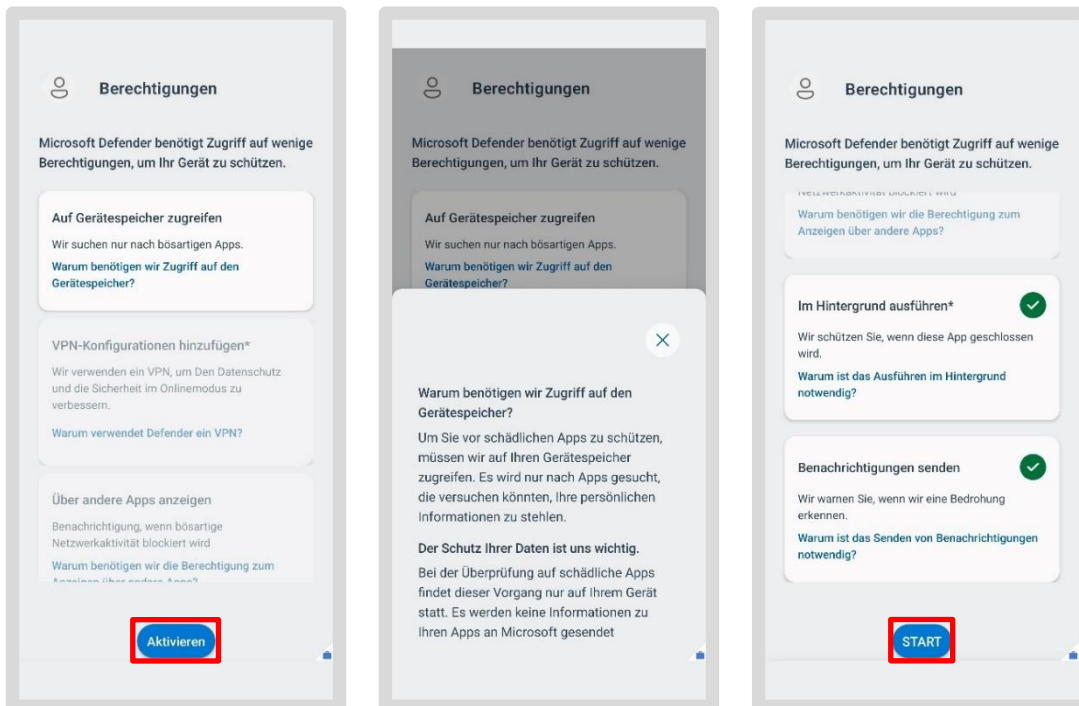 Berechtigungen
Microsoft Defender benötigt Zugriff auf wenige
Berechtigungen, um Ihr Gerät zu schützen.
Auf Gerätespeicher zugreifen
Wir suchen nur nach bösartigen Apps.
Warum benötigen wir Zugriff auf den
Gerätespeicher?
VPN-Konfigurationen hinzufügen*
Wir verwenden ein VPN, um Den Datenschutz
und die Sicherheit im Onlinemodus zu
verbessern.
Warum verwendet Defender ein VPN?
Über andere Apps anzeigen
Benachrichtigung, wenn bösartige
Netzwerkaktivität blockiert wird
Warum benötigen wir die Berechtigung zum
Anzeigen über andere Apps?
Aktivieren
Berechtigungen
Microsoft Defender benötigt Zugriff auf wenige
Berechtigungen, um Ihr Gerät zu schützen.
Auf Gerätespeicher zugreifen
Wir suchen nur nach bösartigen Apps.
Warum benötigen wir Zugriff auf den
Gerätespeicher?
Warum benötigen wir Zugriff auf den
Gerätespeicher?
Um Sie vor schädlichen Apps zu schützen,
müssen wir auf Ihren Gerätespeicher
zugreifen. Es wird nur nach Apps gesucht,
die versuchen könnten, Ihre persönlichen
Informationen zu stehlen.
Der Schutz Ihrer Daten ist uns wichtig.
Bei der Überprüfung auf schädliche Apps
findet dieser Vorgang nur auf Ihrem Gerät
statt. Es werden keine Informationen zu
Ihren Apps an Microsoft gesendet
Berechtigungen
Microsoft Defender benötigt Zugriff auf wenige
Berechtigungen, um Ihr Gerät zu schützen.
Netzwerkaktivität blockiert wird
Warum benötigen wir die Berechtigung zum
Anzeigen über andere Apps?
Im Hintergrund ausführen*
Wir schützen Sie, wenn diese App geschlossen
wird.
Warum ist das Ausführen im Hintergrund
notwendig?
Benachrichtigungen senden
Wir warnen Sie, wenn wir eine Bedrohung
erkennen.
Warum ist das Senden von Benachrichtigungen
notwendig?
START